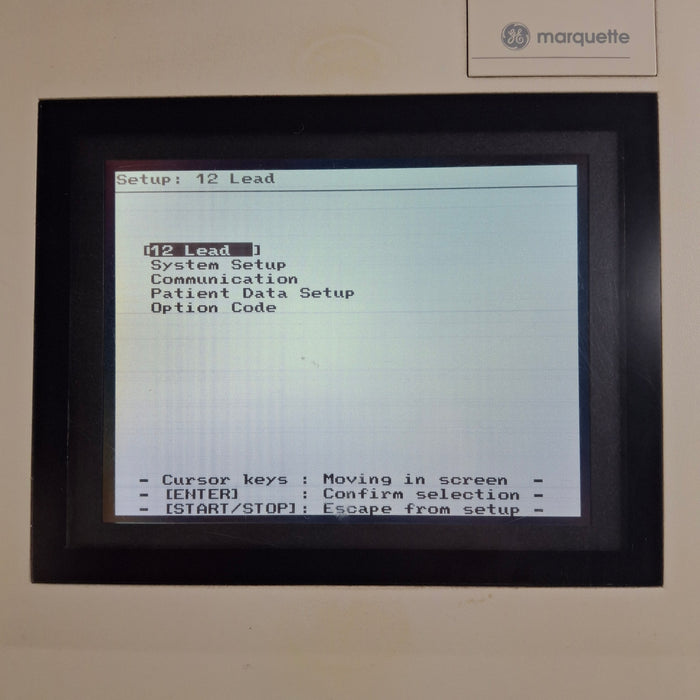 GE marquette
Setup: 12 Lead
[12 Lead ]
System Setup
Communication
Patient Data Setup
Option Code
- Cursor keys : Moving in screen -
- [ENTER] : Confirm selection -
- [START/STOP]: Escape from setup -